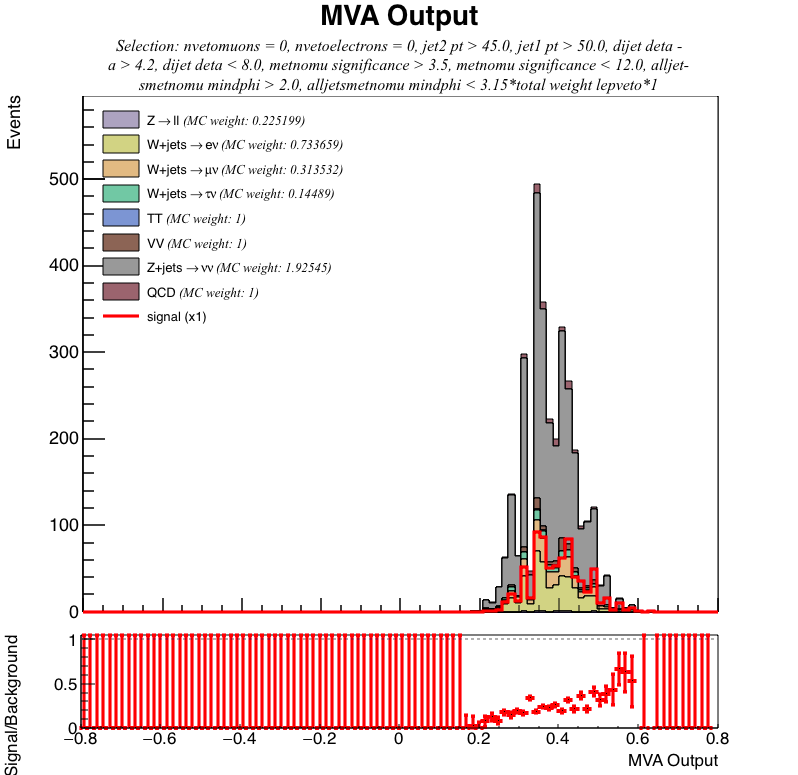 MVA Output
Selection: nvetomuons = 0, nvetoelectrons = 0, jet2 pt > 45.0, jet1 pt > 50.0, dijet deta -
a > 4.2, dijet deta < 8.0, metnomu significance > 3.5, metnomu significance < 12.0, alljet-
smetnomu mindphi > 2.0, alljetsmetnomu mindphi < 3.15*total weight lepveto*1
Events
500
400
300
200
100
0
Z→ll (MC weight: 0.225199)
W+jets→eν (MC weight: 0.733659)
W+jets→μν (MC weight: 0.313532)
W+jets→τν (MC weight: 0.14489)
TT (MC weight: 1)
VV (MC weight: 1)
Z+jets→νν (MC weight: 1.92545)
QCD (MC weight: 1)
signal (x1)
Signal/Background
1
0.5
0
−0.8 −0.6 −0.4 −0.2 0 0.2 0.4 0.6 0.8
MVA Output